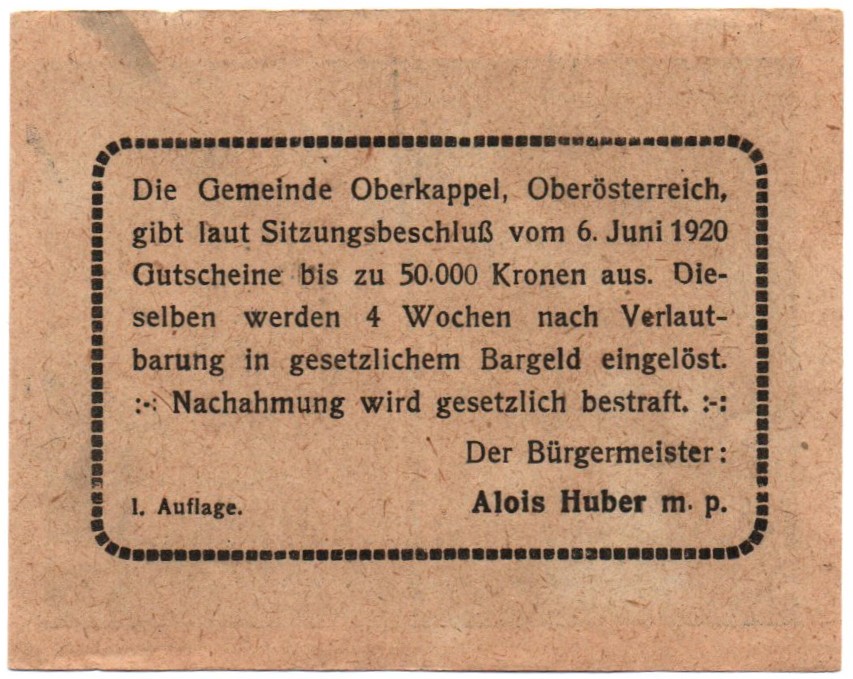 Die Gemeinde Oberkappel, Oberösterreich,
gibt laut Sitzungsbeschluß vom 6. Juni 1920
Gutscheine bis zu 50.000 Kronen aus. Die-
selben werden 4 Wochen nach Verlaut-
barung in gesetzlichem Bargeld eingelöst.
:-: Nachahmung wird gesetzlich bestraft. :-:
Der Bürgermeister:
1. Auflage. Alois Huber m. p.